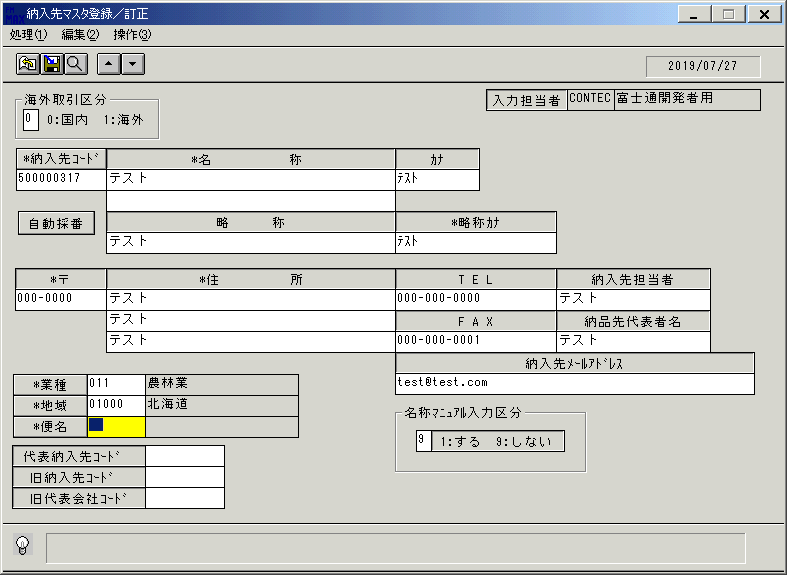 納入先マスタ登録／訂正
処理(1) 編集(2) 操作(3)
2019/07/27
海外取引区分
0 0:国内 1:海外
入力担当者 CONTEC 富士通開発者用
*納入先ｺｰﾄﾞ *名 称 ｶﾅ
500000317 テスト ﾃｽﾄ
自動採番 略 称 *略称ｶﾅ
テスト ﾃｽﾄ
*〒 *住 所 ＴＥＬ 納入先担当者
000-0000 テスト 000-000-0000 テスト
テスト ＦＡＸ 納品先代表者名
テスト 000-000-0001 テスト
納入先ﾒｰﾙｱﾄﾞﾚｽ
test@test.com
*業種 011 農林業
*地域 01000 北海道
*便名
名称ﾏﾆｭｱﾙ入力区分
9 1:する 9:しない
代表納入先ｺｰﾄﾞ
旧納入先ｺｰﾄﾞ
旧代表会社ｺｰﾄﾞ